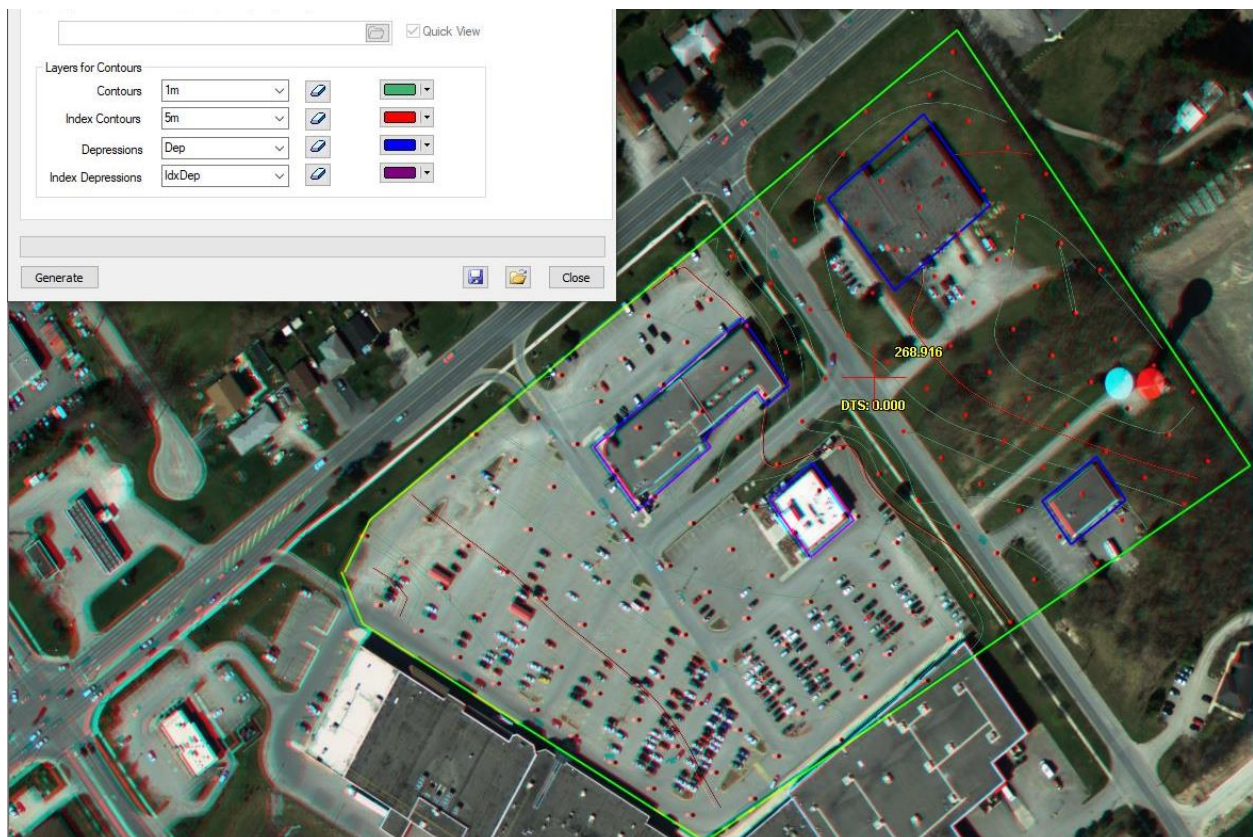 Quick View
Layers for Contours
Contours 1m
Index Contours 5m
Depressions Dep
Index Depressions IdxDep
Generate Close
268.916
DTS: 0.000